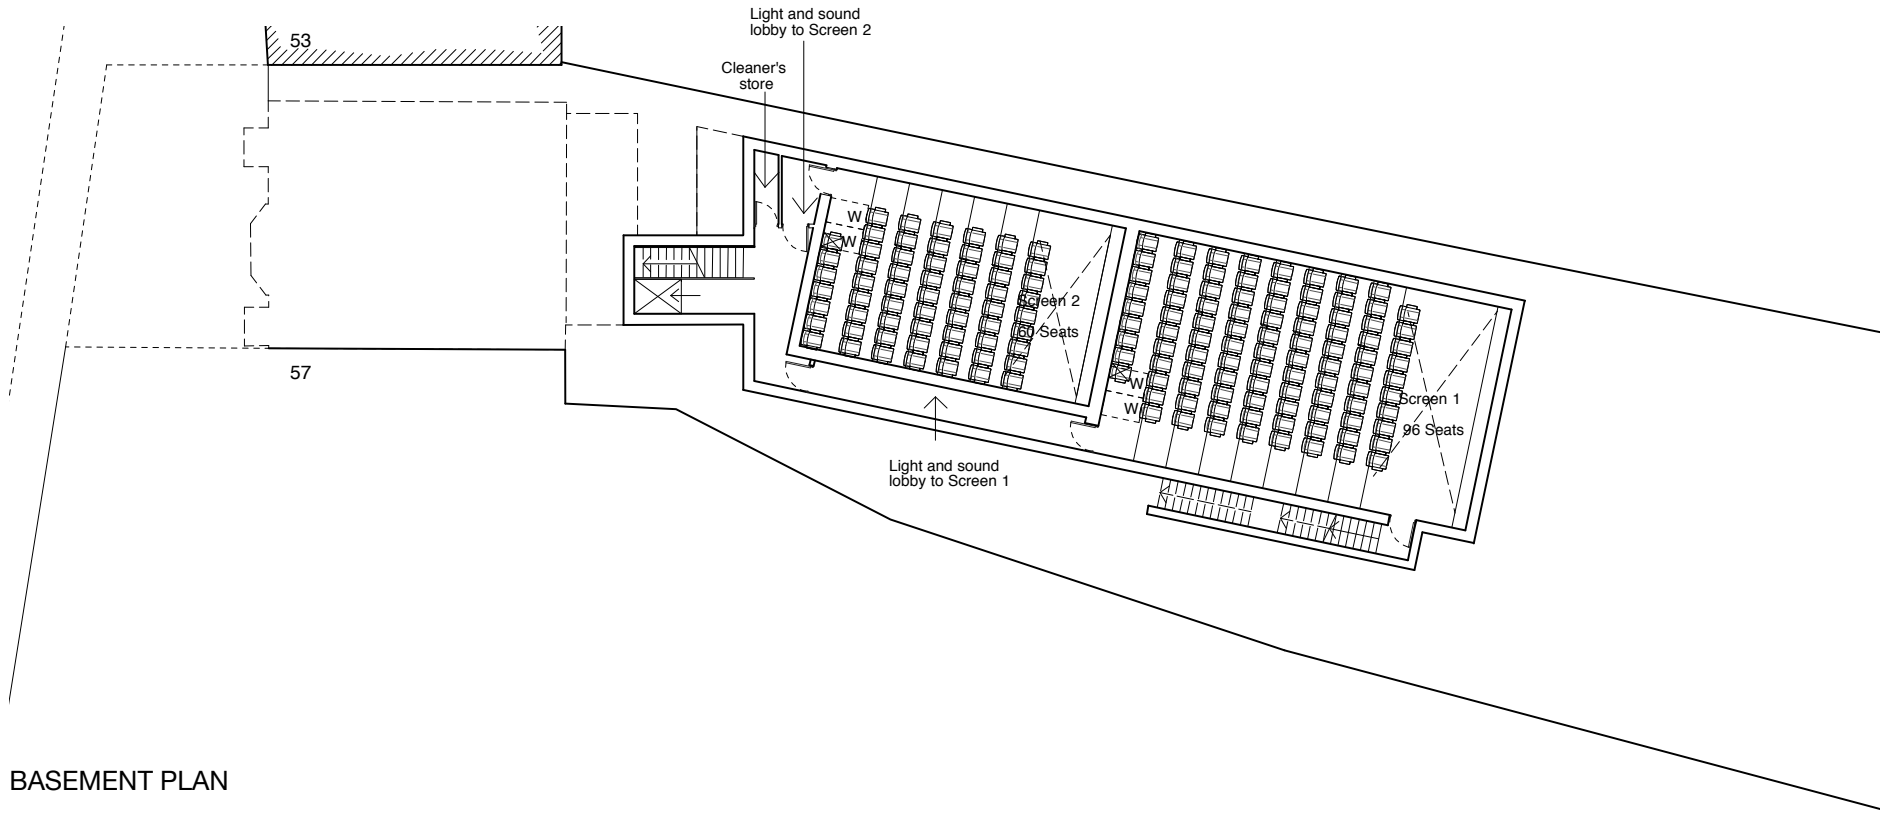 Light and sound
lobby to Screen 2
53
Cleaner's
store
W
W
Screen 2
60 Seats
57
W
W
Screen 1
96 Seats
Light and sound
lobby to Screen 1
BASEMENT PLAN